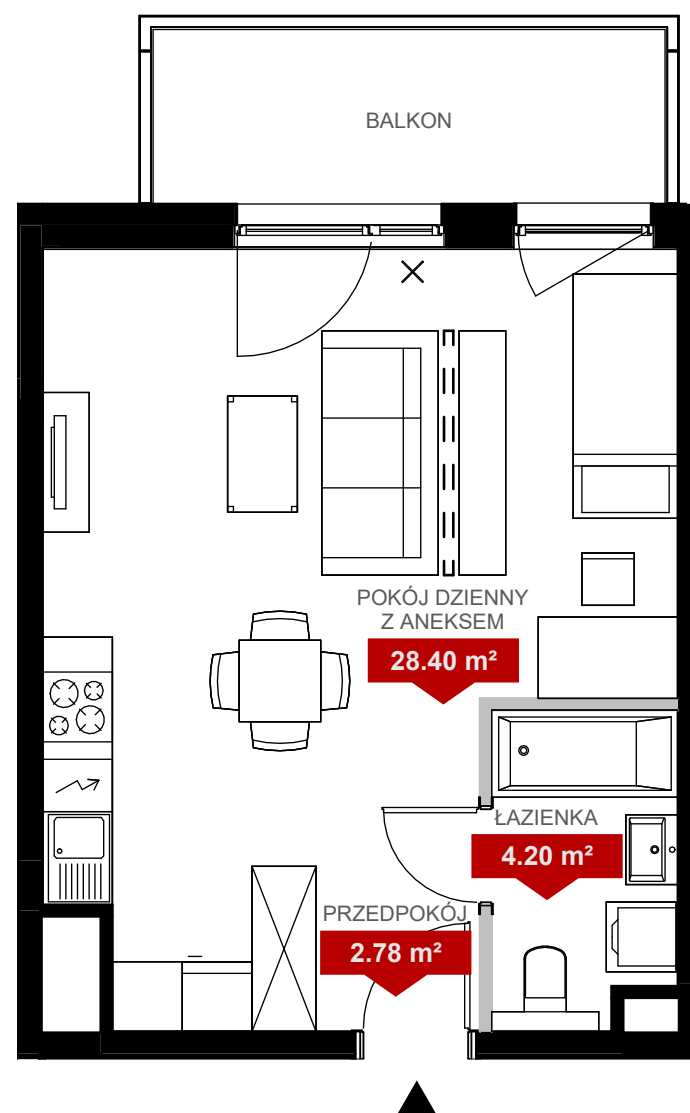 BALKON
POKÓJ DZIENNY
Z ANEKSEM
28.40 m²
ŁAZIENKA
4.20 m²
PRZEDPOKÓJ
2.78 m²